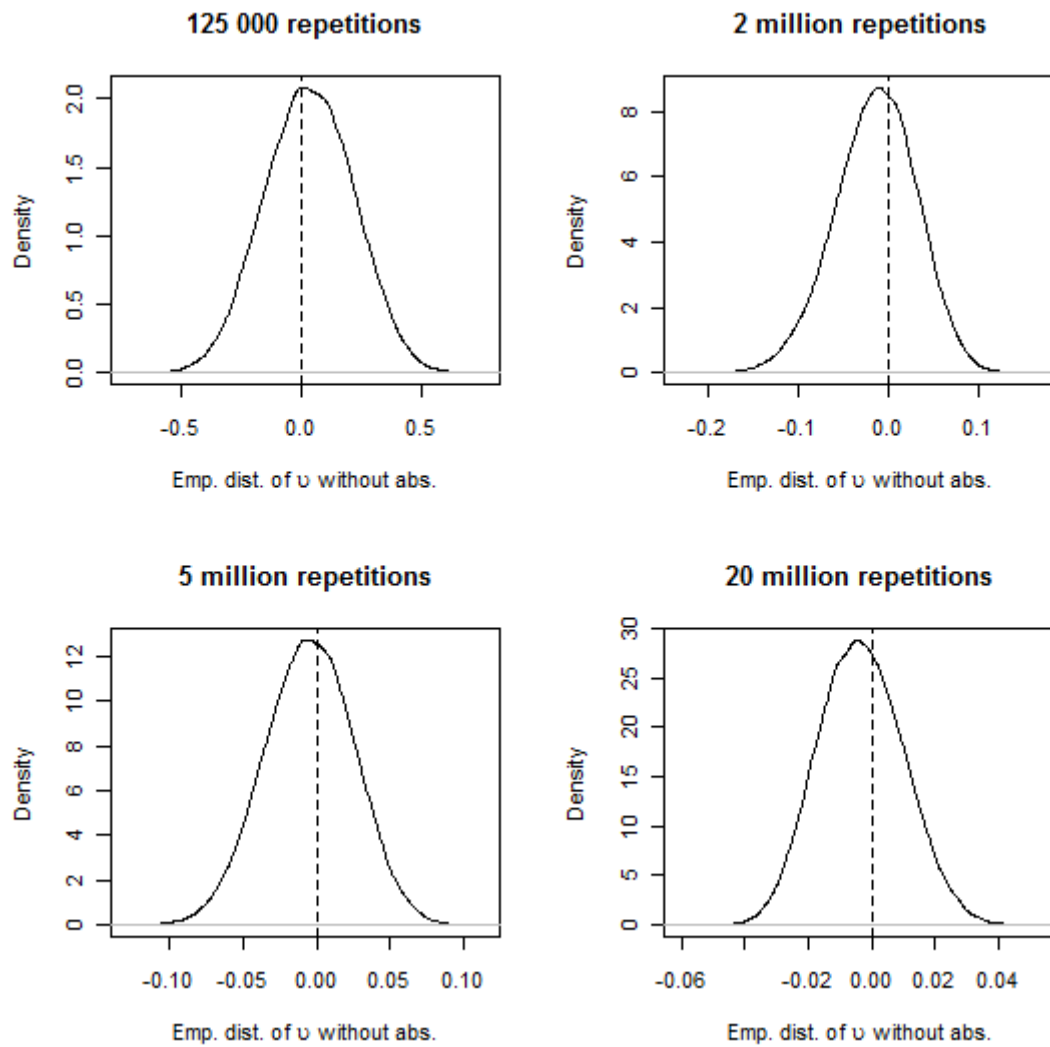 125 000 repetitions
Density
0.0 0.5 1.0 1.5 2.0
-0.5 0.0 0.5
Emp. dist. of υ without abs.
2 million repetitions
Density
0 2 4 6 8
-0.2 -0.1 0.0 0.1
Emp. dist. of υ without abs.
5 million repetitions
Density
0 2 4 6 8 10 12
-0.10 -0.05 0.00 0.05 0.10
Emp. dist. of υ without abs.
20 million repetitions
Density
0 5 10 15 20 25 30
-0.06 -0.02 0.00 0.02 0.04
Emp. dist. of υ without abs.